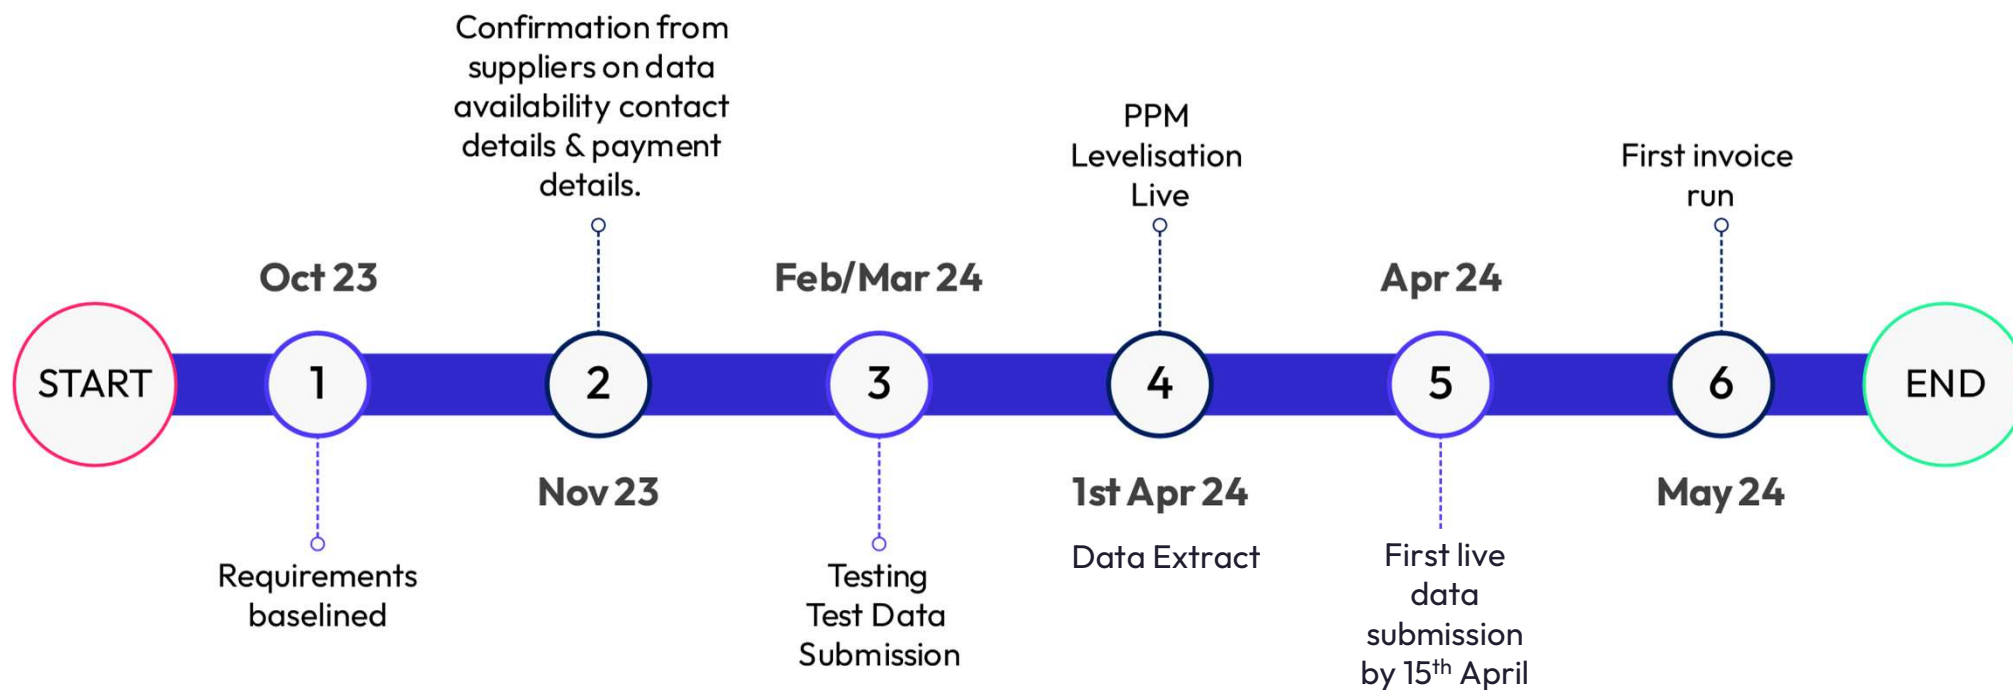 Confirmation from
suppliers on data
availability contact
details & payment
details.
PPM
Levelisation
Live
First invoice
run
Oct 23
Feb/Mar 24
Apr 24
START
1
2
3
4
5
6
END
Nov 23
1st Apr 24
May 24
Requirements
baselined
Testing
Test Data
Submission
Data Extract
First live
data
submission
by 15th April